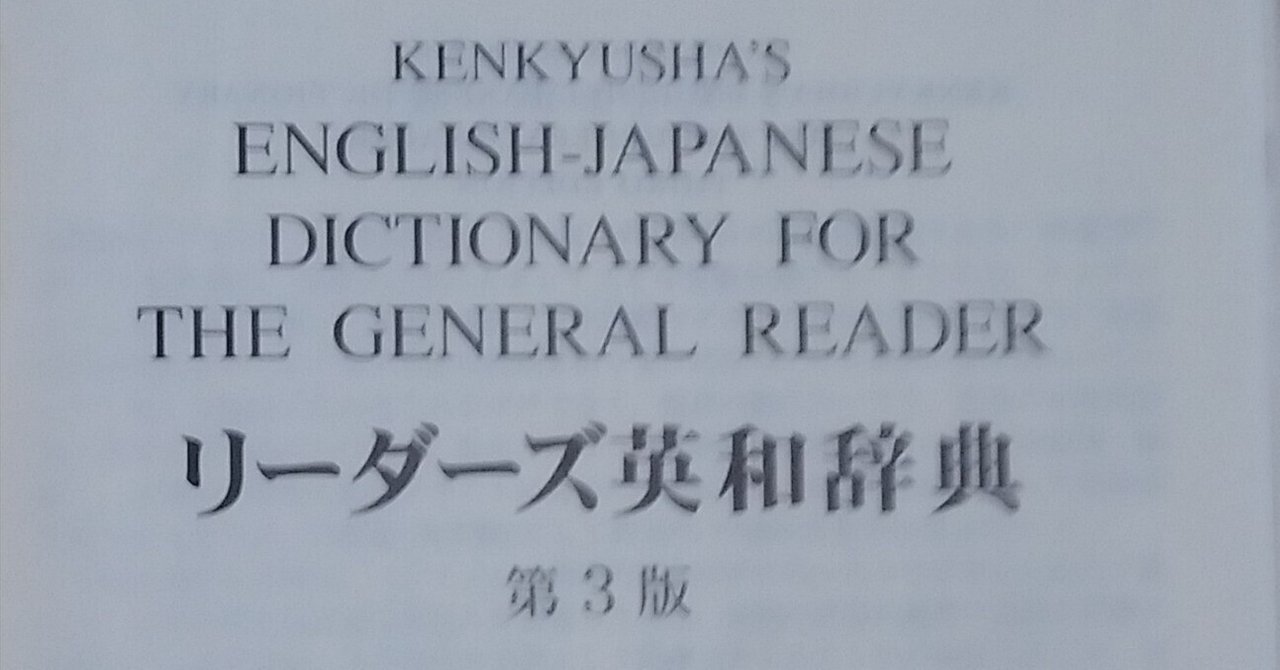 KENKYUSHA'S
ENGLISH-JAPANESE
DICTIONARY FOR
THE GENERAL READER
リーダーズ英和辞典
第3版